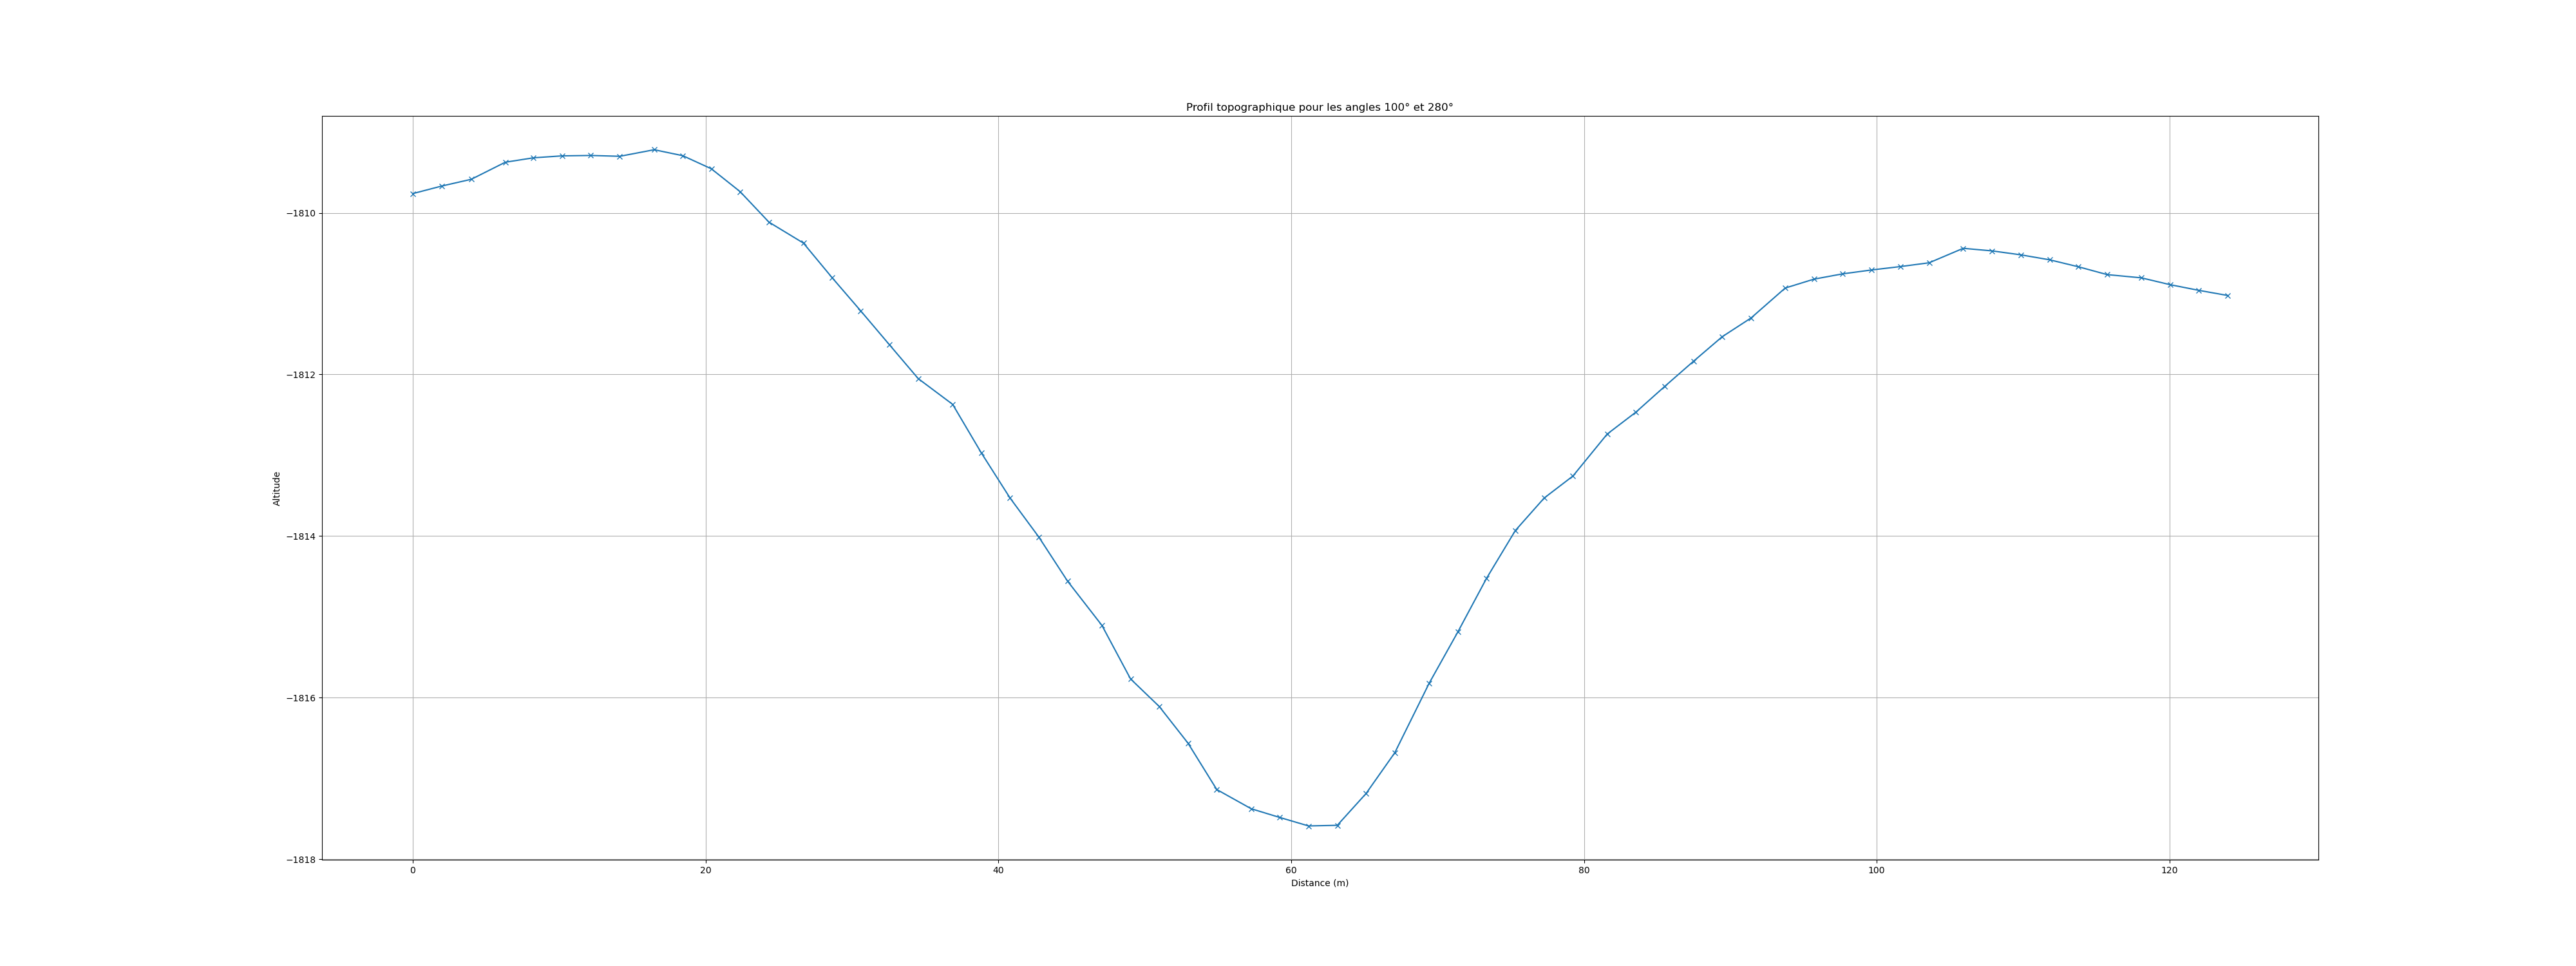 Profil topographique pour les angles 100° et 280°
Altitude
−1810
−1812
−1814
−1816
−1818
0 20 40 60 80 100 120
Distance (m)